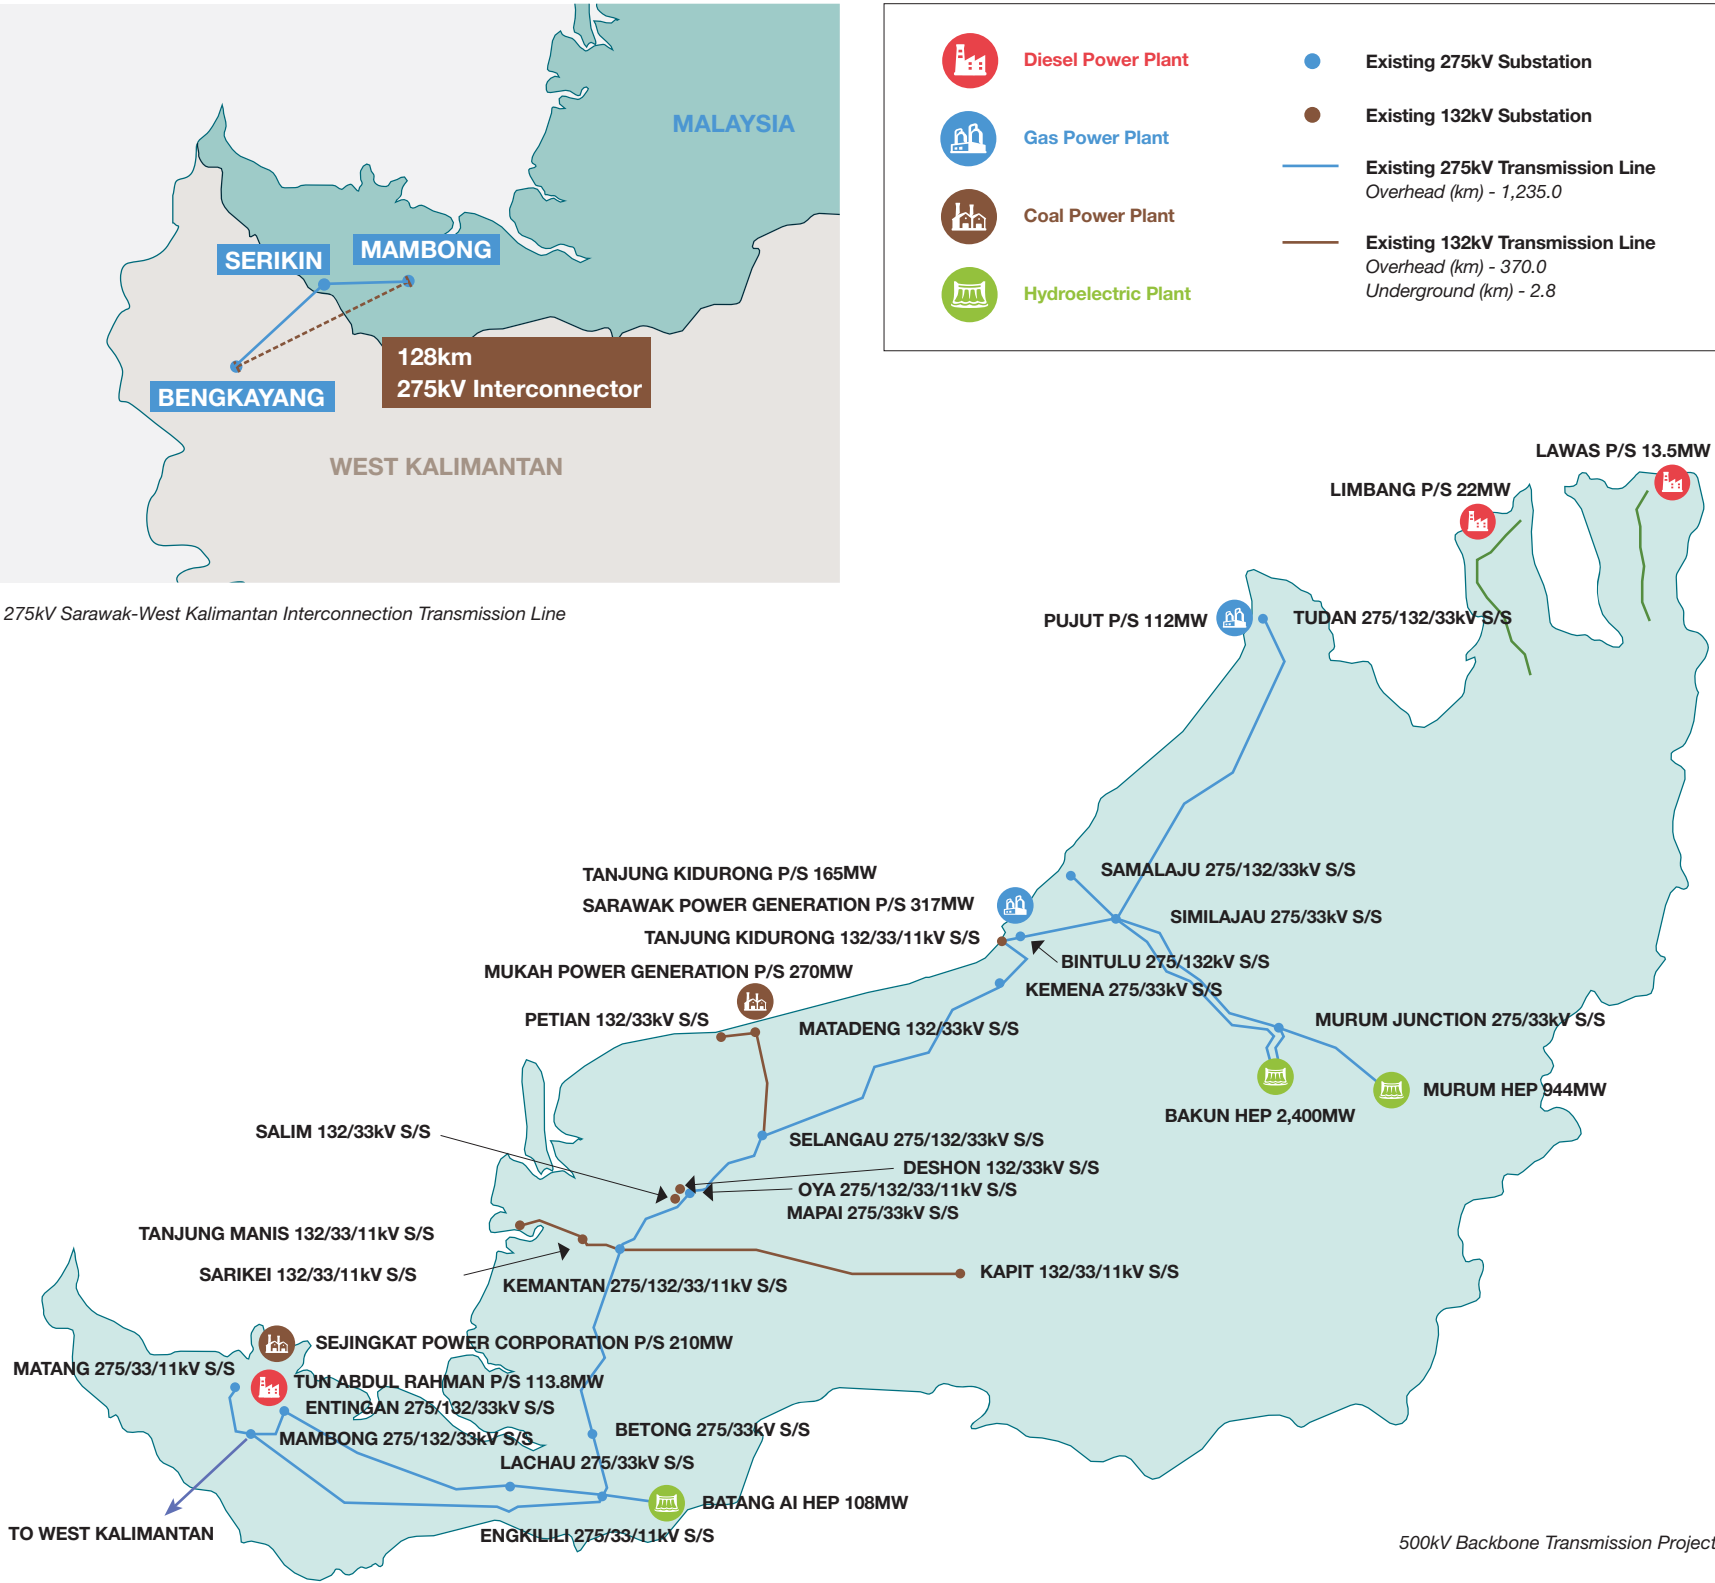 MALAYSIA
SERIKIN
MAMBONG
128km
275kV Interconnector
BENGKAYANG
WEST KALIMANTAN
275kV Sarawak-West Kalimantan Interconnection Transmission Line
Diesel Power Plant
Gas Power Plant
Coal Power Plant
Hydroelectric Plant
Existing 275kV Substation
Existing 132kV Substation
Existing 275kV Transmission Line
Overhead (km) - 1,235.0
Existing 132kV Transmission Line
Overhead (km) - 370.0
Underground (km) - 2.8
LAWAS P/S 13.5MW
LIMBANG P/S 22MW
PUJUT P/S 112MW
TUDAN 275/132/33kV S/S
TANJUNG KIDURONG P/S 165MW
SAMALAJU 275/132/33kV S/S
SARAWAK POWER GENERATION P/S 317MW
SIMILAJAU 275/33kV S/S
TANJUNG KIDURONG 132/33/11kV S/S
BINTULU 275/132kV S/S
MUKAH POWER GENERATION P/S 270MW
KEMENA 275/33kV S/S
PETIAN 132/33kV S/S
MATADENG 132/33kV S/S
MURUM JUNCTION 275/33kV S/S
MURUM HEP 944MW
BAKUN HEP 2,400MW
SALIM 132/33kV S/S
SELANGAU 275/132/33kV S/S
DESHON 132/33kV S/S
OYA 275/132/33/11kV S/S
MAPAI 275/33kV S/S
TANJUNG MANIS 132/33/11kV S/S
SARIKEI 132/33/11kV S/S
KAPIT 132/33/11kV S/S
KEMANTAN 275/132/33/11kV S/S
SEJINGKAT POWER CORPORATION P/S 210MW
MATANG 275/33/11kV S/S
TUN ABDUL RAHMAN P/S 113.8MW
ENTINGAN 275/132/33kV S/S
MAMBONG 275/132/33kV S/S
BETONG 275/33kV S/S
LACHAU 275/33kV S/S
BATANG AI HEP 108MW
TO WEST KALIMANTAN
ENGKILILI 275/33/11kV S/S
500kV Backbone Transmission Project